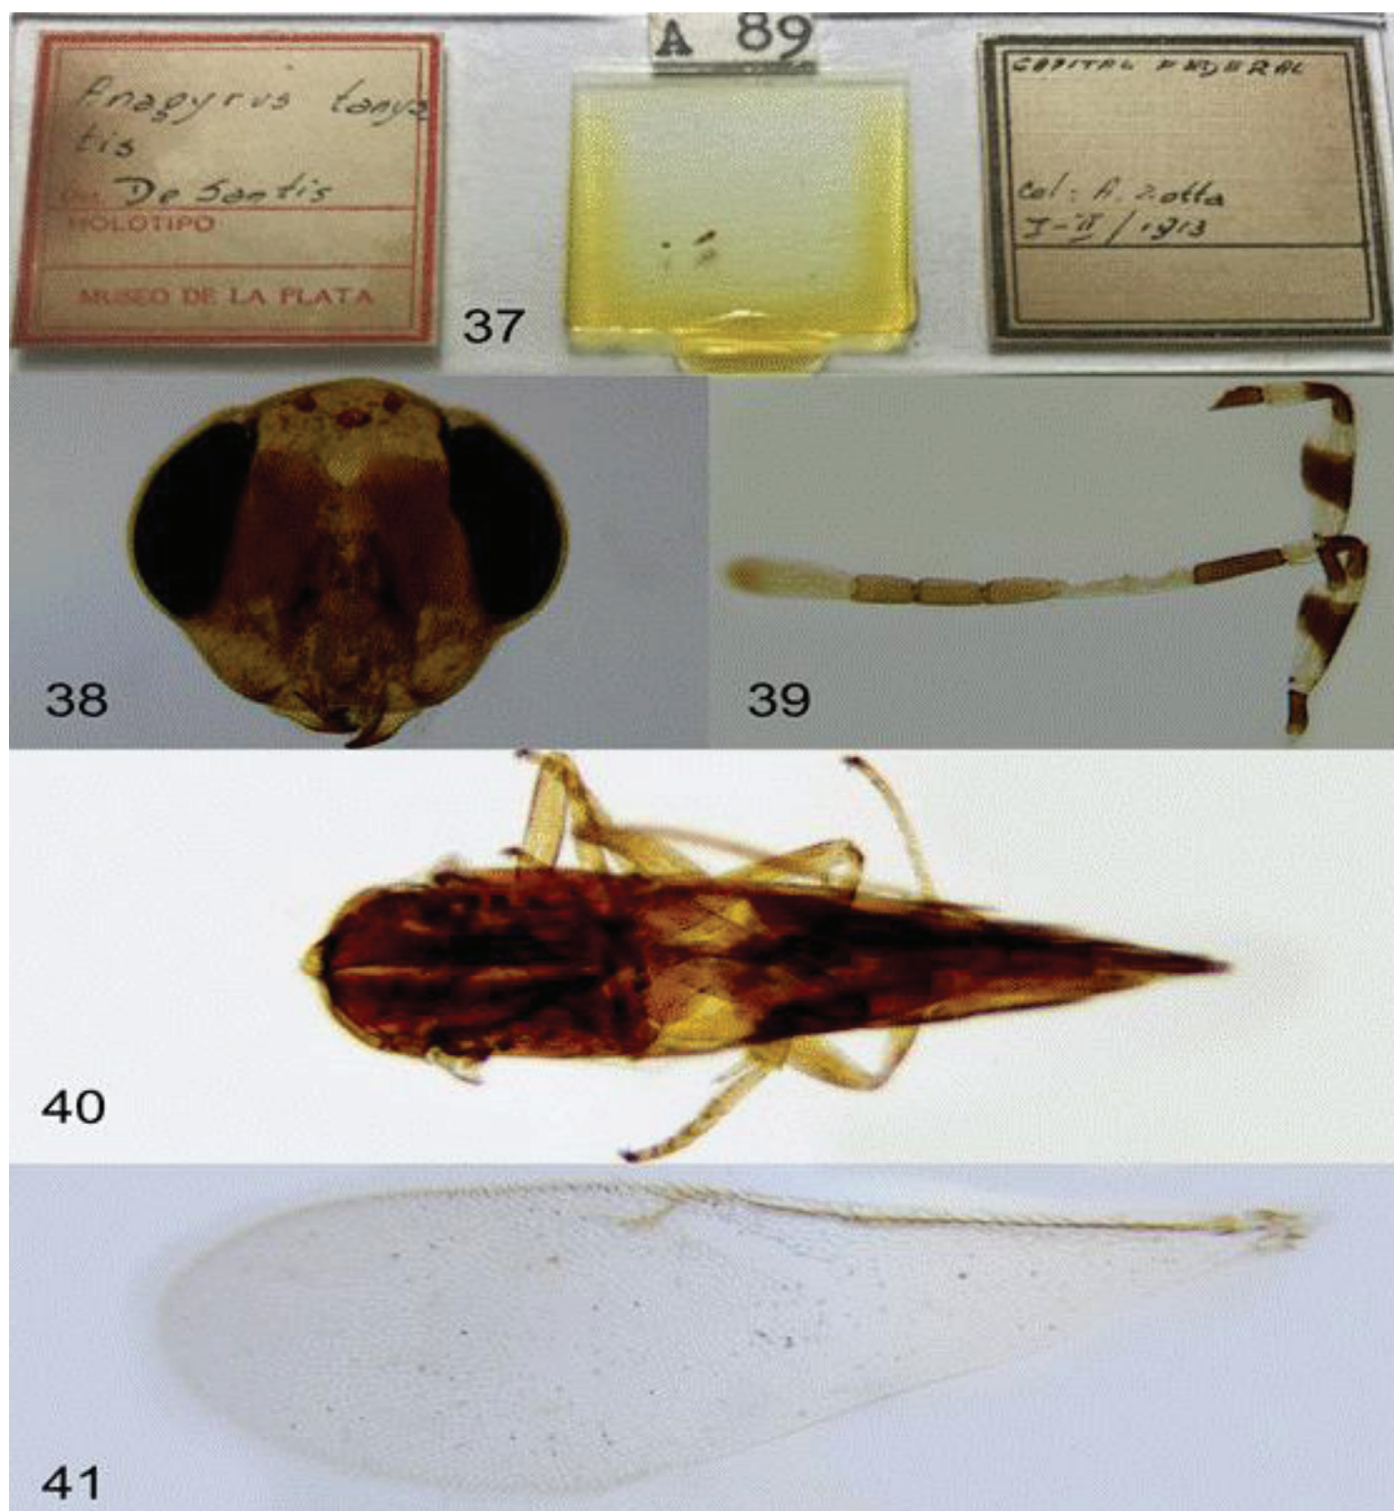 A 89
Anagyrus tanya
tis
De Santis
HOLOTIPO
MUSEO DE LA PLATA
CAPITAL FEDERAL
Col: A. Zotta
I-II/1913
37
38
39
40
41